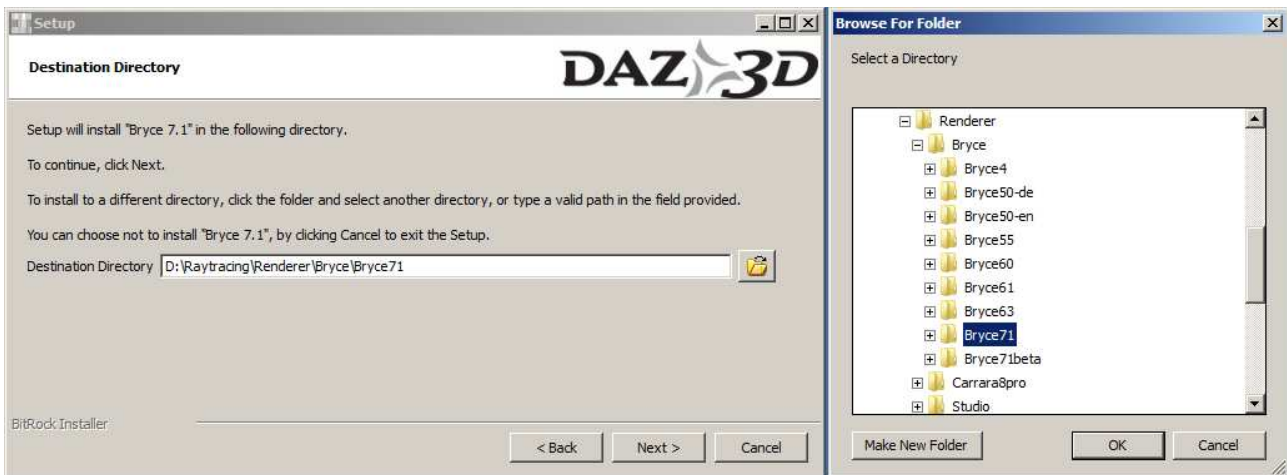 Setup
Destination Directory
DAZ 3D
Setup will install "Bryce 7.1" in the following directory.
To continue, click Next.
To install to a different directory, click the folder and select another directory, or type a valid path in the field provided.
You can choose not to install "Bryce 7.1", by clicking Cancel to exit the Setup.
Destination Directory D:\Raytracing\Renderer\Bryce\Bryce71
BitRock Installer
< Back Next > Cancel
Browse For Folder
Select a Directory
Renderer
Bryce
Bryce4
Bryce50-de
Bryce50-en
Bryce55
Bryce60
Bryce61
Bryce63
Bryce71
Bryce71beta
Carrara8pro
Studio
Make New Folder OK Cancel